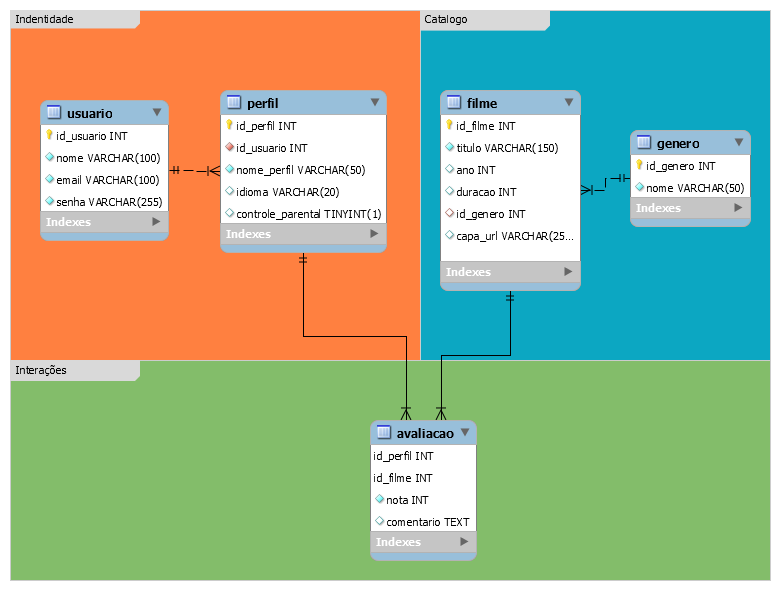 Indentidade
usuario
id_usuario INT
nome VARCHAR(100)
email VARCHAR(100)
senha VARCHAR(255)
Indexes
perfil
id_perfil INT
id_usuario INT
nome_perfil VARCHAR(50)
idioma VARCHAR(20)
controle_parental TINYINT(1)
Indexes
Catalogo
filme
id_filme INT
titulo VARCHAR(150)
ano INT
duracao INT
id_genero INT
capa_url VARCHAR(25...
Indexes
genero
id_genero INT
nome VARCHAR(50)
Indexes
Interações
avaliacao
id_perfil INT
id_filme INT
nota INT
comentario TEXT
Indexes